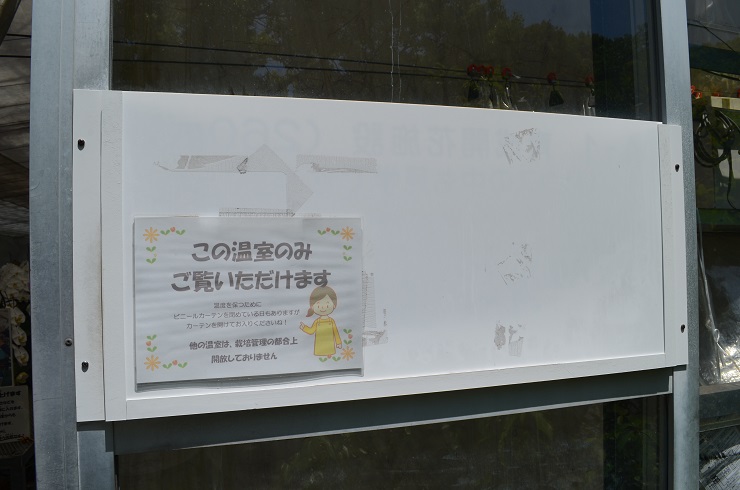 この温室のみ
ご覧いただけます
温度を保つために
ビニールカーテンを閉めている日もありますが
カーテンを開けてお入りくださいね！
他の温室は、栽培管理の都合上
開放しておりません